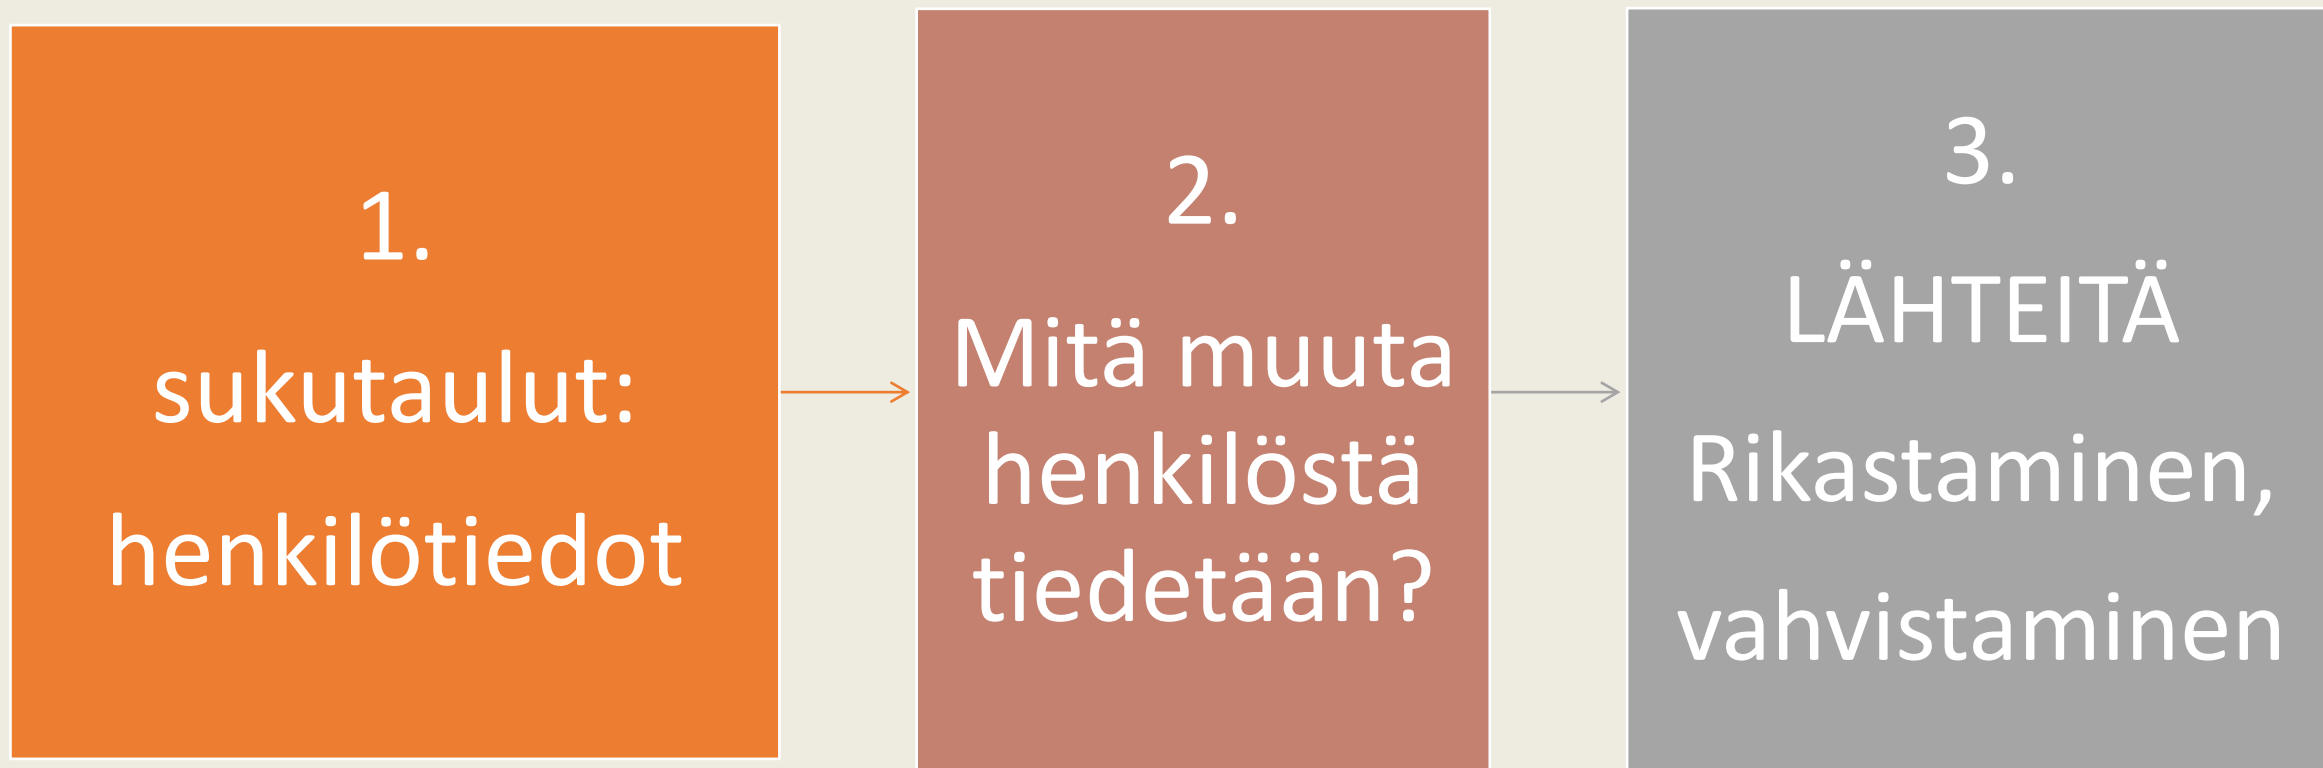 1.
sukutaulut:
henkilötiedot
2.
Mitä muuta
henkilöstä
tiedetään?
3.
LÄHTEITÄ
Rikastaminen,
vahvistaminen